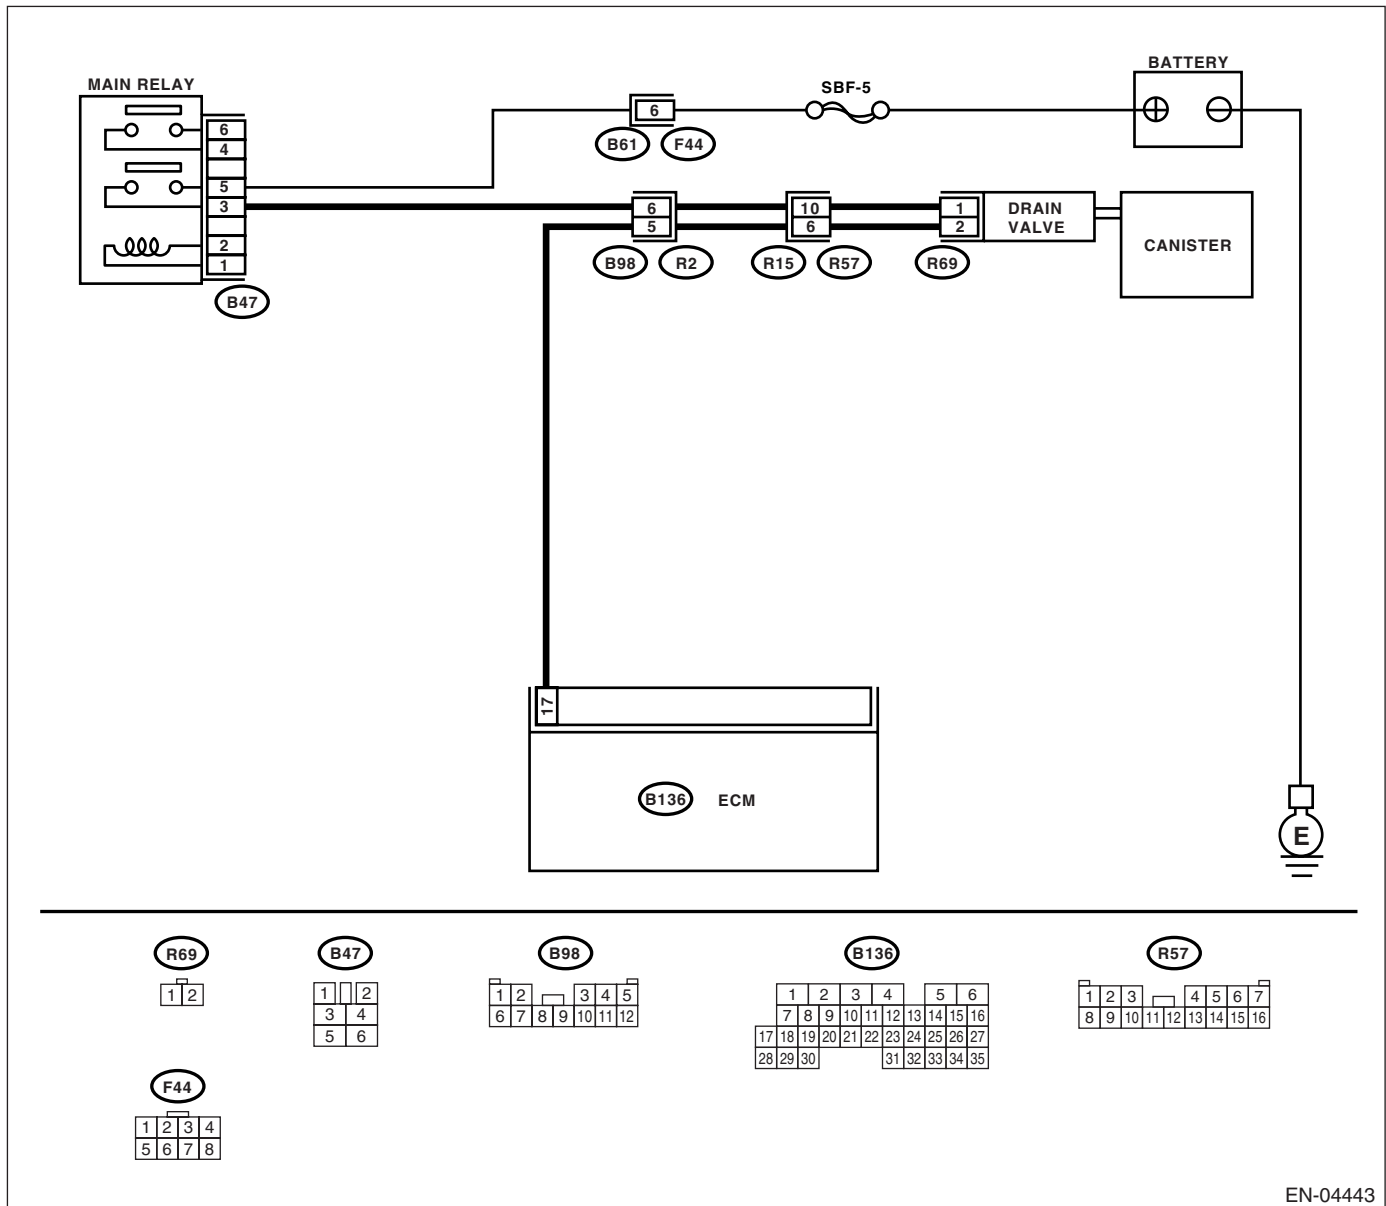 BATTERY
MAIN RELAY
SBF-5
6
B61 F44
6
4
5
3
2
1
B47
6
5
B98 R2
10
6
R15 R57
1
2
R69
DRAIN
VALVE
CANISTER
17
B136 ECM
E
R69
1 2
B47
1 2
3 4
5 6
B98
1 2 3 4 5
6 7 8 9 10 11 12
B136
1 2 3 4 5 6
7 8 9 10 11 12 13 14 15 16
17 18 19 20 21 22 23 24 25 26 27
28 29 30 31 32 33 34 35
R57
1 2 3 4 5 6 7
8 9 10 11 12 13 14 15 16
F44
1 2 3 4
5 6 7 8
EN-04443